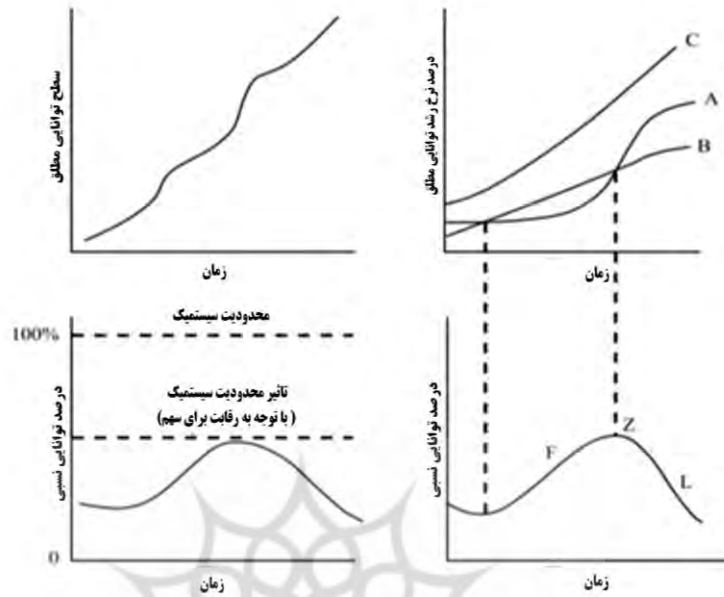 سطح توانایی مطلق
زمان
درصد نرخ رشد توانایی مطلق
C
A
B
زمان
درصد توانایی نسبی
100%
محدودیت سیستمیک
تاثیر محدودیت سیستمیک
( با توجه به رقابت برای سهم)
0
زمان
درصد توانایی نسبی
F
Z
L
زمان